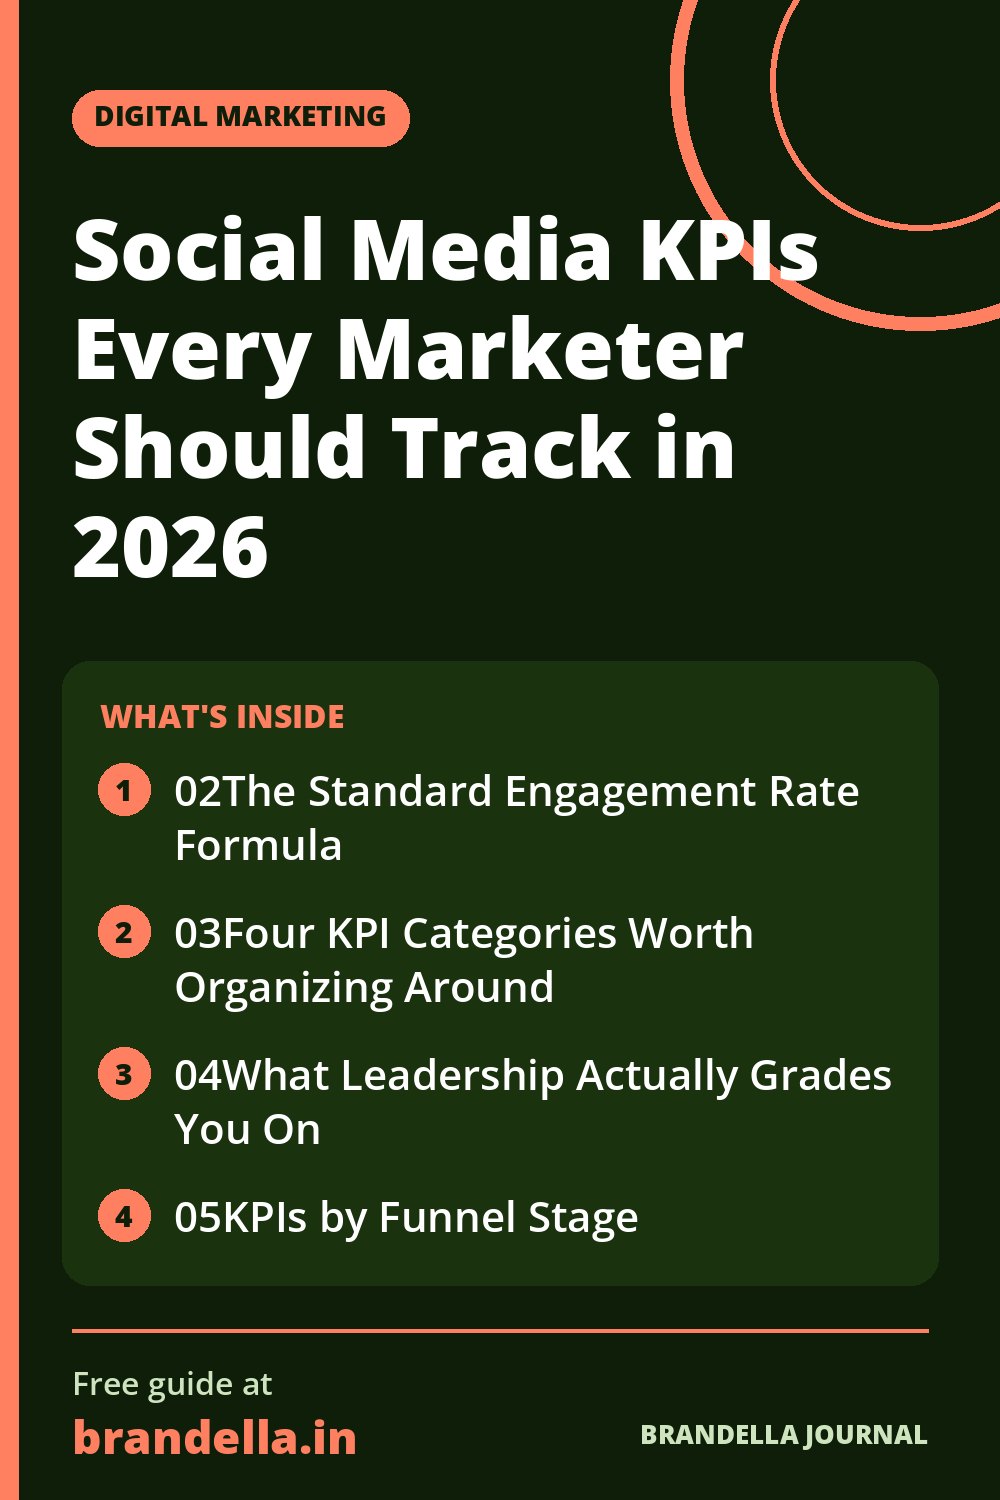 DIGITAL MARKETING
Social Media KPIs
Every Marketer
Should Track in
2026
WHAT'S INSIDE
1 02The Standard Engagement Rate
Formula
2 03Four KPI Categories Worth
Organizing Around
3 04What Leadership Actually Grades
You On
4 05KPIs by Funnel Stage
Free guide at
brandella.in
BRANDELLA JOURNAL